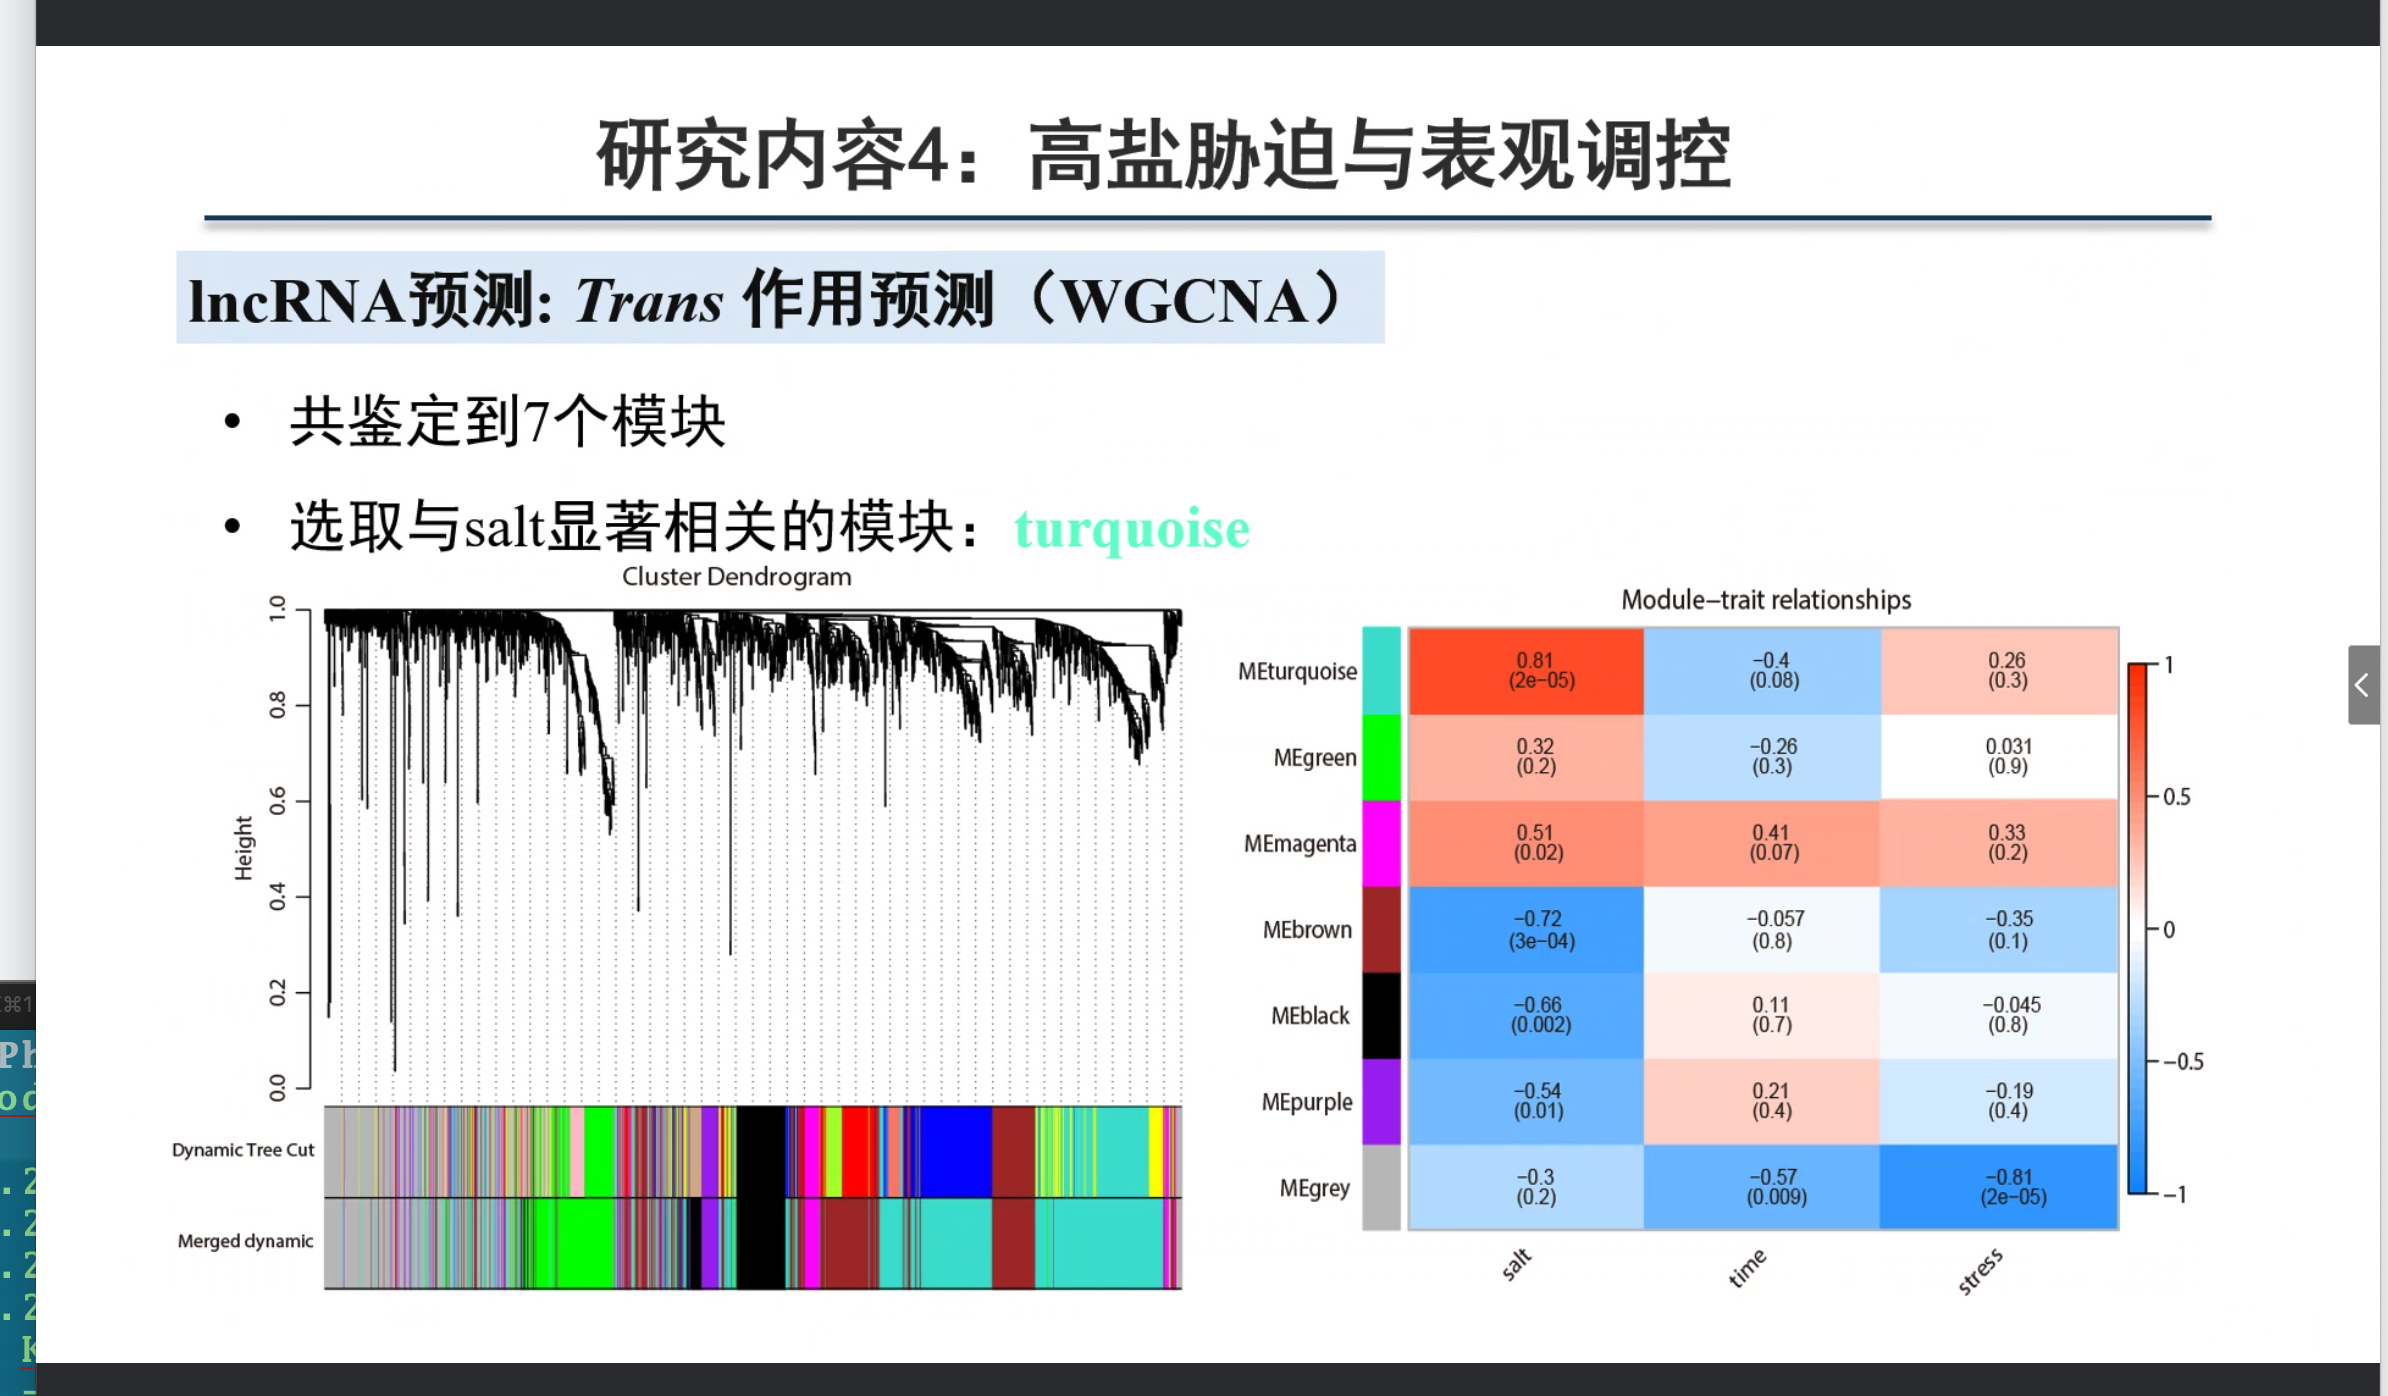 研究内容4：高盐胁迫与表观调控
lncRNA预测: Trans 作用预测（WGCNA）
• 共鉴定到7个模块
• 选取与salt显著相关的模块：turquoise
Cluster Dendrogram
Height
1.0
0.8
0.6
0.4
0.2
0.0
Dynamic Tree Cut
Merged dynamic
Module–trait relationships
MEturquoise
0.81 −0.4 0.26
(2e−05) (0.08) (0.3)
MEgreen
0.32 −0.26 0.031
(0.2) (0.3) (0.9)
MEmagenta
0.51 0.41 0.33
(0.02) (0.07) (0.2)
MEbrown
−0.72 −0.057 −0.35
(3e−04) (0.8) (0.1)
MEblack
−0.66 0.11 −0.045
(0.002) (0.7) (0.8)
MEpurple
−0.54 0.21 −0.19
(0.01) (0.4) (0.4)
MEgrey
−0.3 −0.57 −0.81
(0.2) (0.009) (2e−05)
salt time stress
1
0.5
0
−0.5
−1
⌘1
Ph
.2
.2
.2
.2